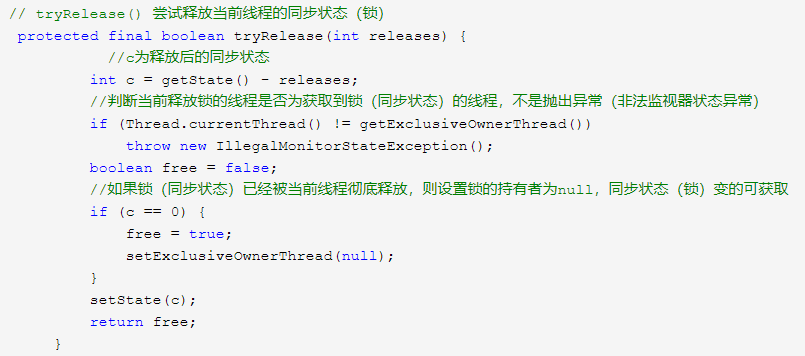 // tryRelease() 尝试释放当前线程的同步状态（锁）
protected final boolean tryRelease(int releases) {
//c为释放后的同步状态
int c = getState() - releases;
//判断当前释放锁的线程是否为获取到锁（同步状态）的线程，不是抛出异常（非法监视器状态异常）
if (Thread.currentThread() != getExclusiveOwnerThread())
throw new IllegalMonitorStateException();
boolean free = false;
//如果锁（同步状态）已经被当前线程彻底释放，则设置锁的持有者为null，同步状态（锁）变的可获取
if (c == 0) {
free = true;
setExclusiveOwnerThread(null);
}
setState(c);
return free;
}